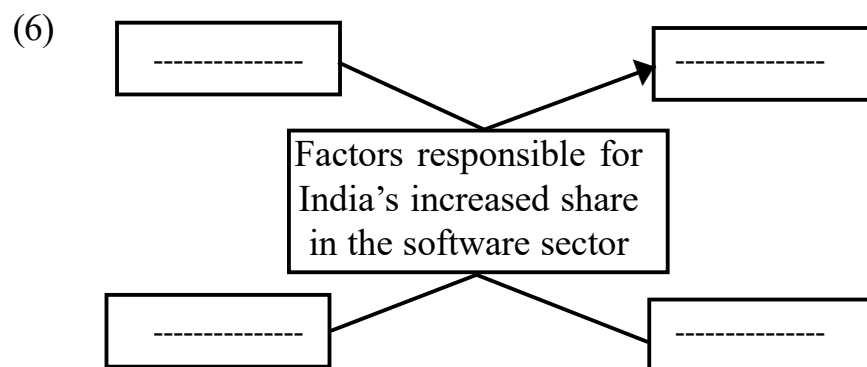 (6)
--------------- ---------------
Factors responsible for
India’s increased share
in the software sector
--------------- ---------------